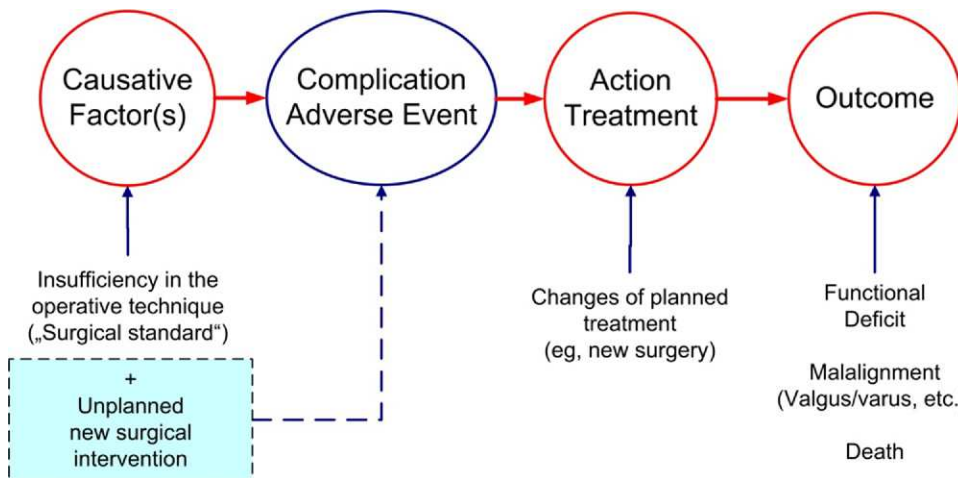 Causative
Factor(s)
Complication
Adverse Event
Action
Treatment
Outcome
Insufficiency in the
operative technique
(„Surgical standard“)
+
Unplanned
new surgical
intervention
Changes of planned
treatment
(eg, new surgery)
Functional
Deficit
Malalignment
(Valgus/varus, etc.
Death